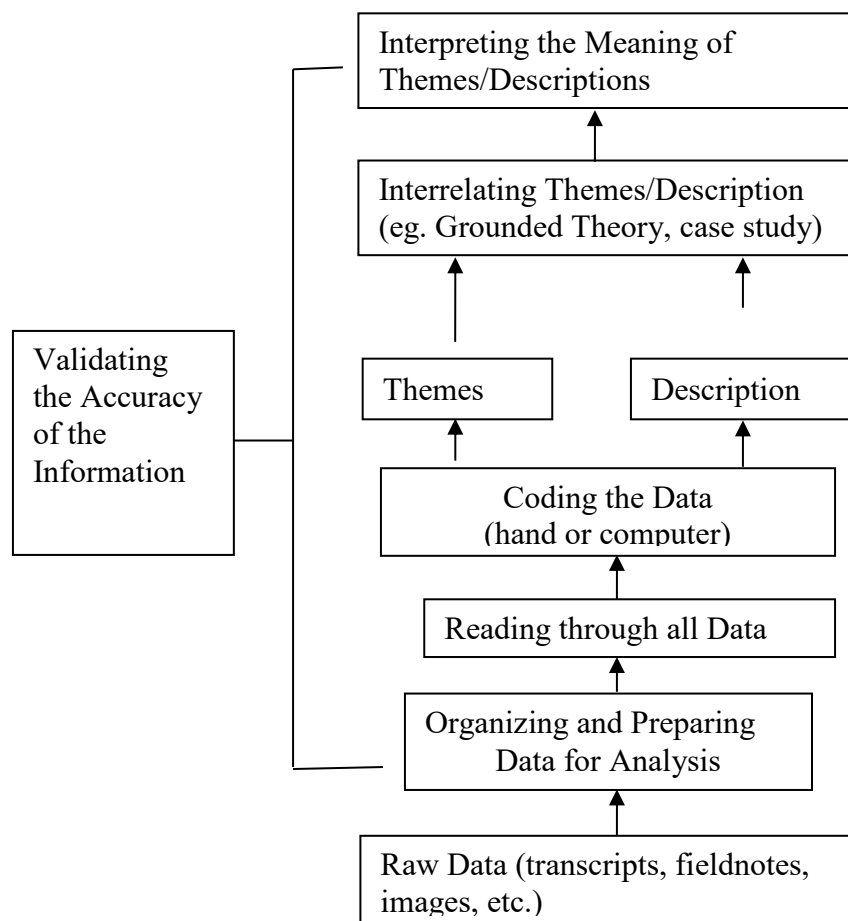 Interpreting the Meaning of
Themes/Descriptions
Interrelating Themes/Description
(eg. Grounded Theory, case study)
Validating
the Accuracy
of the
Information
Themes
Description
Coding the Data
(hand or computer)
Reading through all Data
Organizing and Preparing
Data for Analysis
Raw Data (transcripts, fieldnotes,
images, etc.)